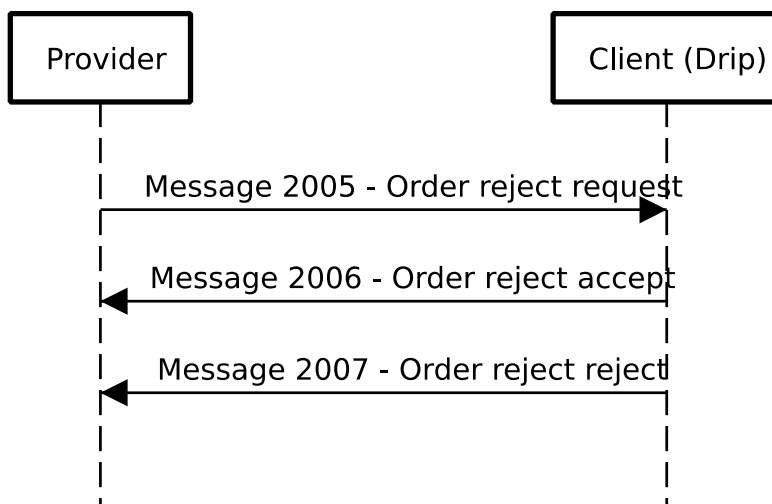 Provider
Client (Drip)
Message 2005 - Order reject request
Message 2006 - Order reject accept
Message 2007 - Order reject reject